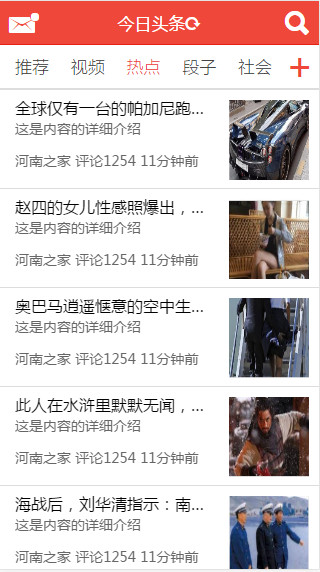 今日头条
推荐 视频 热点 段子 社会
全球仅有一台的帕加尼跑...
这是内容的详细介绍
河南之家 评论1254 11分钟前
赵四的女儿性感照爆出，...
这是内容的详细介绍
河南之家 评论1254 11分钟前
奥巴马逍遥惬意的空中生...
这是内容的详细介绍
河南之家 评论1254 11分钟前
此人在水浒里默默无闻，...
这是内容的详细介绍
河南之家 评论1254 11分钟前
海战后，刘华清指示：南...
这是内容的详细介绍
河南之家 评论1254 11分钟前